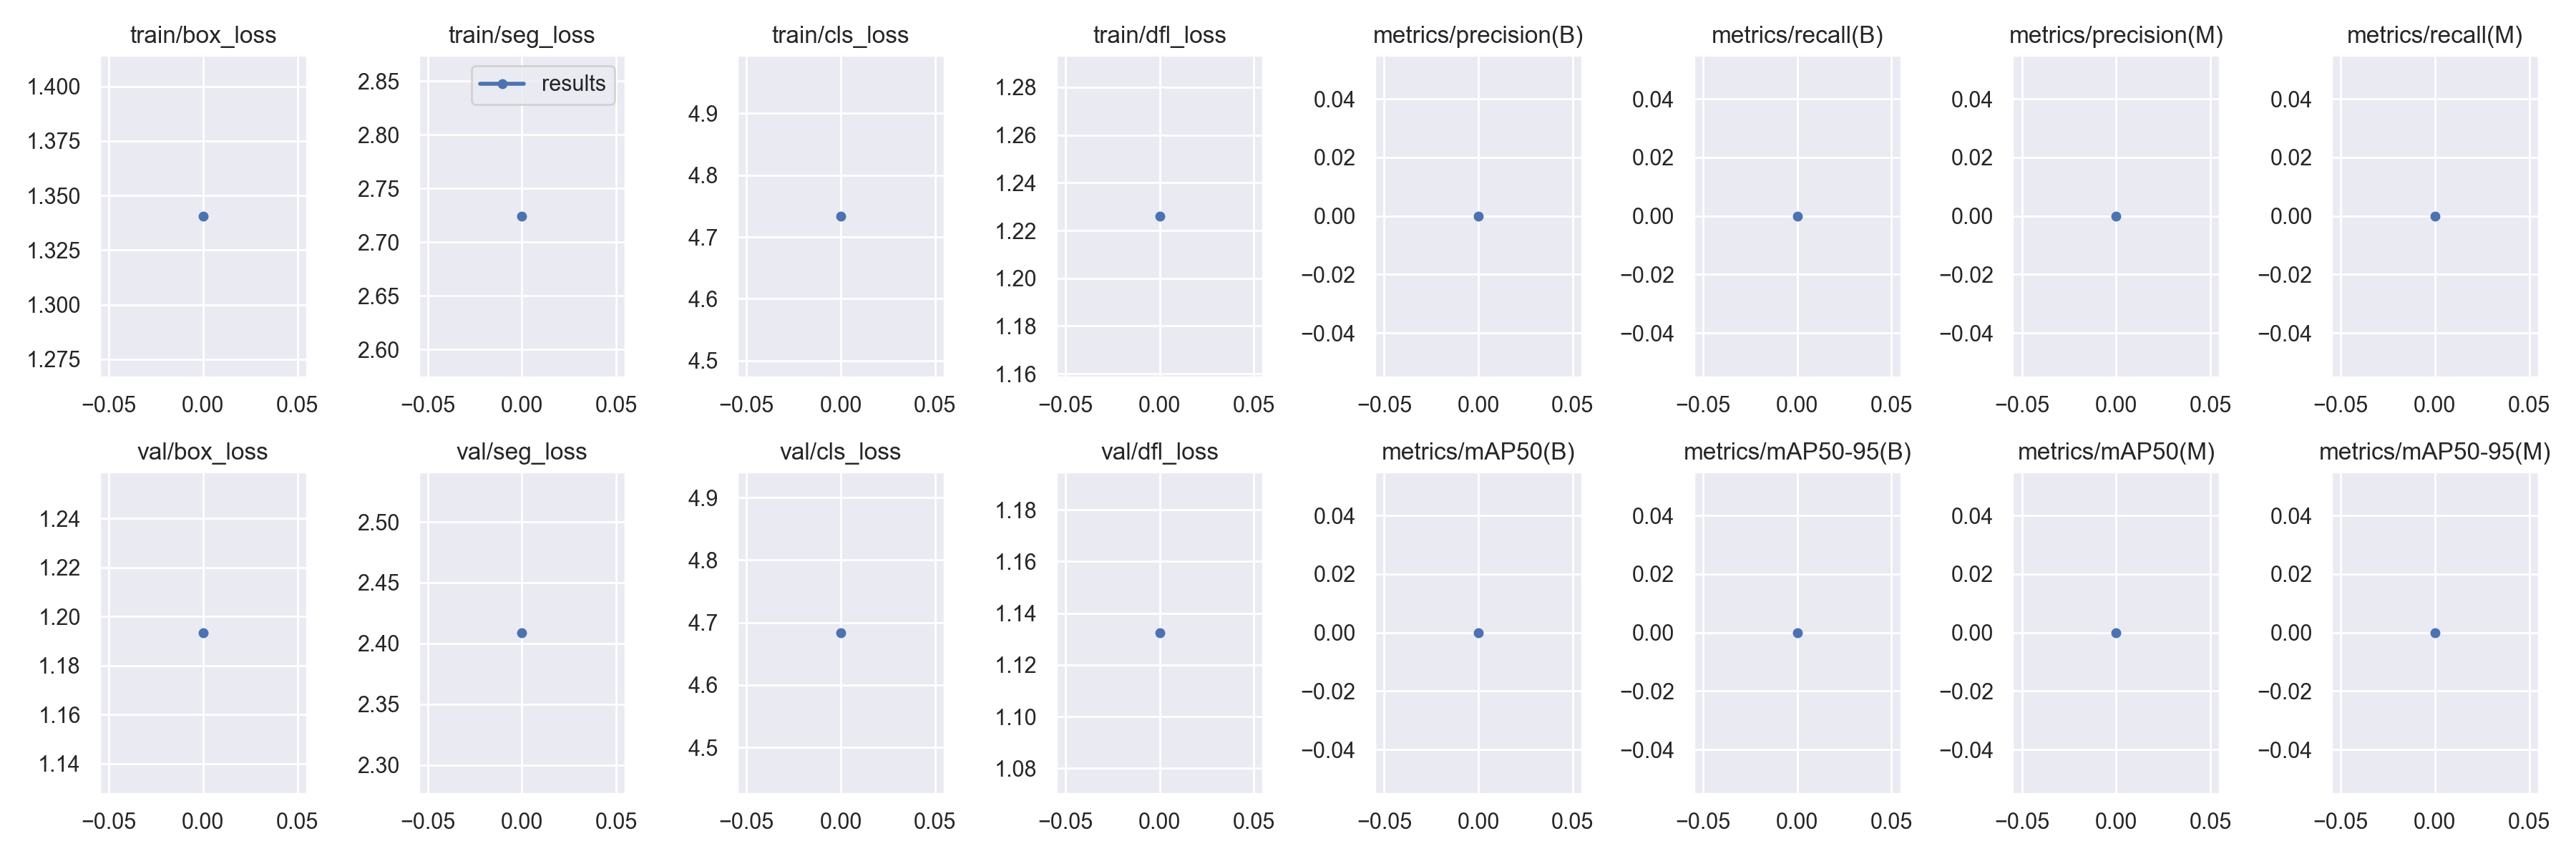 train/box_loss train/seg_loss train/cls_loss train/dfl_loss metrics/precision(B) metrics/recall(B) metrics/precision(M) metrics/recall(M)
results
1.400 2.85 4.9 1.28 0.04 0.04 0.04 0.04
1.375 2.80 4.8 1.26 0.02 0.02 0.02 0.02
1.350 2.75 4.7 1.24 0.00 0.00 0.00 0.00
1.325 2.70 4.6 1.22 −0.02 −0.02 −0.02 −0.02
1.300 2.65 4.5 1.20 −0.04 −0.04 −0.04 −0.04
1.275 2.60 1.18
1.16
−0.05 0.00 0.05 −0.05 0.00 0.05 −0.05 0.00 0.05 −0.05 0.00 0.05 −0.05 0.00 0.05 −0.05 0.00 0.05 −0.05 0.00 0.05 −0.05 0.00 0.05
val/box_loss val/seg_loss val/cls_loss val/dfl_loss metrics/mAP50(B) metrics/mAP50-95(B) metrics/mAP50(M) metrics/mAP50-95(M)
1.24 2.50 4.9 1.18 0.04 0.04 0.04 0.04
1.22 2.45 4.8 1.16 0.02 0.02 0.02 0.02
1.20 2.40 4.7 1.14 0.00 0.00 0.00 0.00
1.18 2.35 4.6 1.12 −0.02 −0.02 −0.02 −0.02
1.16 2.30 4.5 1.10 −0.04 −0.04 −0.04 −0.04
1.14 1.08
−0.05 0.00 0.05 −0.05 0.00 0.05 −0.05 0.00 0.05 −0.05 0.00 0.05 −0.05 0.00 0.05 −0.05 0.00 0.05 −0.05 0.00 0.05 −0.05 0.00 0.05